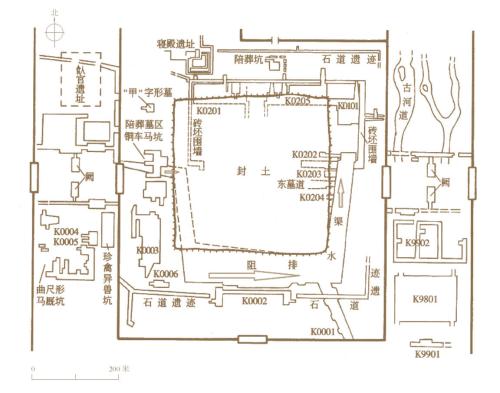 北
寝殿遗址
陪葬坑
石道遗迹
飤官遗址
"甲"字形墓
K0201
K0205
K0101
古河道
陪葬墓区
铜车马坑
砖坯围墙
砖坯围墙
K0202
K0203
东墓道
K0204
封土
阙
阙
渠
水
排
阻
K0004
K0005
K0003
K0006
珍禽异兽坑
曲尺形
马厩坑
石道遗迹
K0002
石
道
遗
迹
K0001
K9902
K9801
K9901
0
200 米